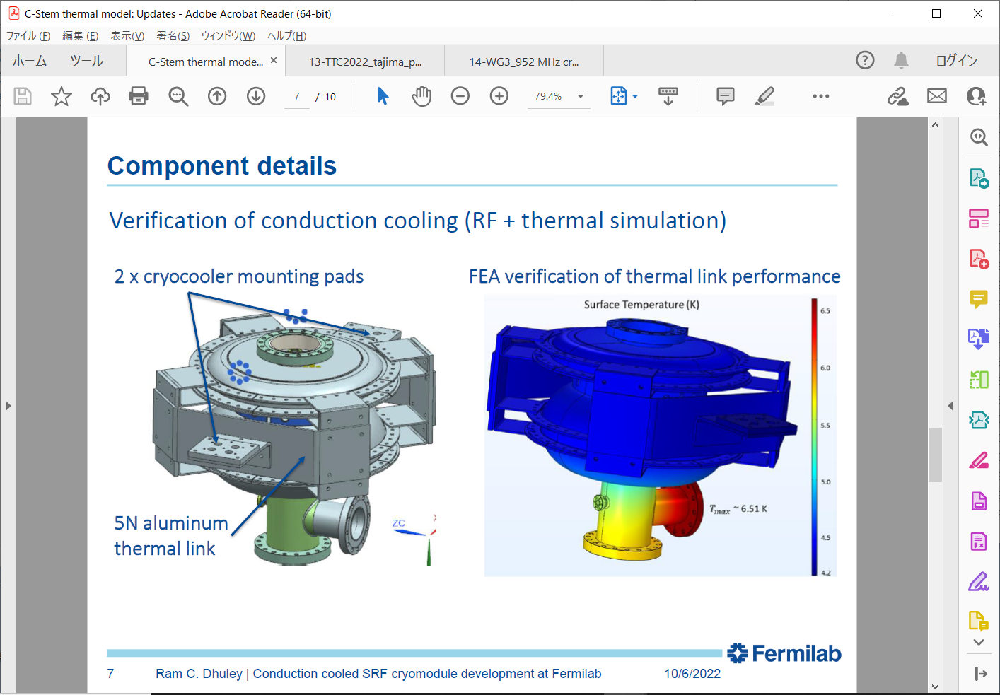 C-Stem thermal model: Updates - Adobe Acrobat Reader (64-bit)
ファイル (F) 編集 (E) 表示(V) 署名(S) ウィンドウ(W) ヘルプ(H)
ホーム ツール C-Stem thermal mode... × 13-TTC2022_tajima_p... 14-WG3_952 MHz cr... ログイン
7 / 10 79.4%
Component details
Verification of conduction cooling (RF + thermal simulation)
2 x cryocooler mounting pads
FEA verification of thermal link performance
Surface Temperature (K)
6.5
6.0
5.5
5.0
4.5
4.2
Tmax ~ 6.51 K
5N aluminum
thermal link
ZC
X
Fermilab
7 Ram C. Dhuley | Conduction cooled SRF cryomodule development at Fermilab 10/6/2022